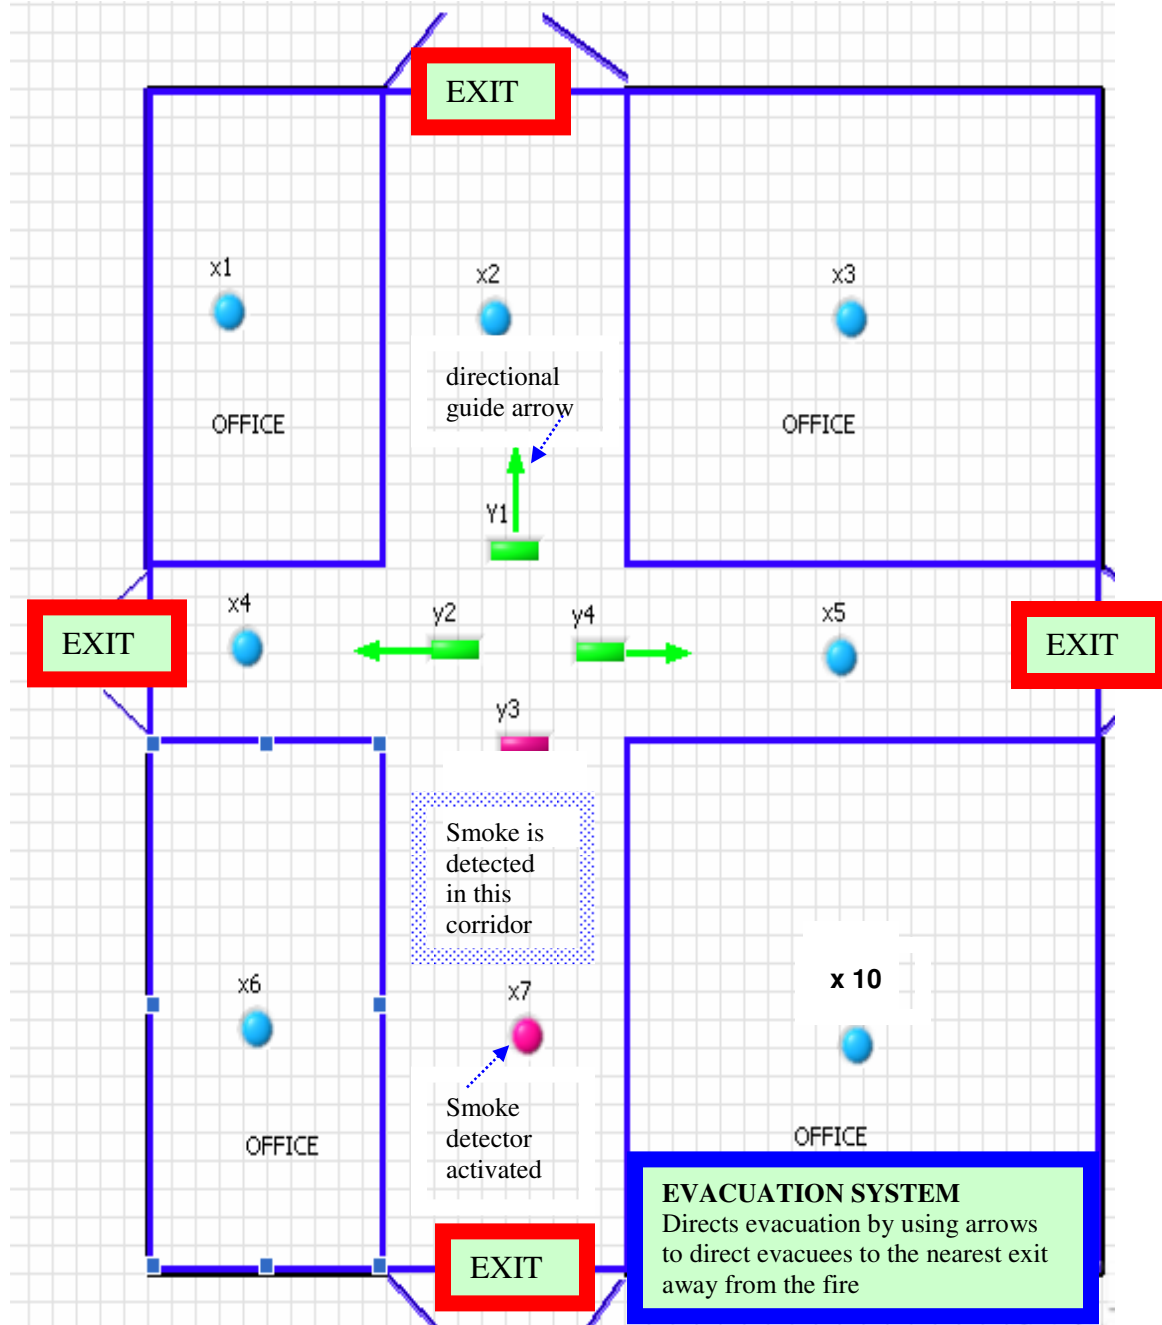 EXIT
x1
x2
x3
directional
guide arrow
OFFICE
OFFICE
Y1
x4
y2
y4
x5
EXIT
EXIT
y3
Smoke is
detected
in this
corridor
x 10
x6
x7
Smoke
detector
activated
OFFICE
OFFICE
EXIT
EVACUATION SYSTEM
Directs evacuation by using arrows
to direct evacuees to the nearest exit
away from the fire